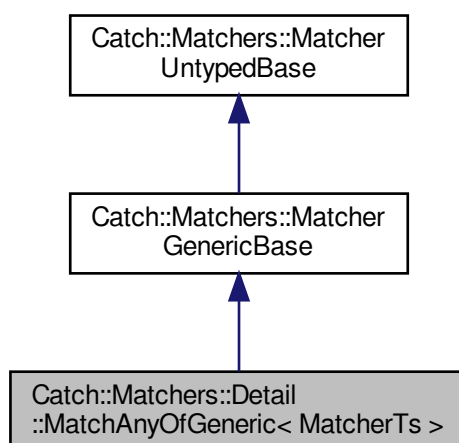 Catch::Matchers::Matcher
UntypedBase
Catch::Matchers::Matcher
GenericBase
Catch::Matchers::Detail
::MatchAnyOfGeneric< MatcherTs >